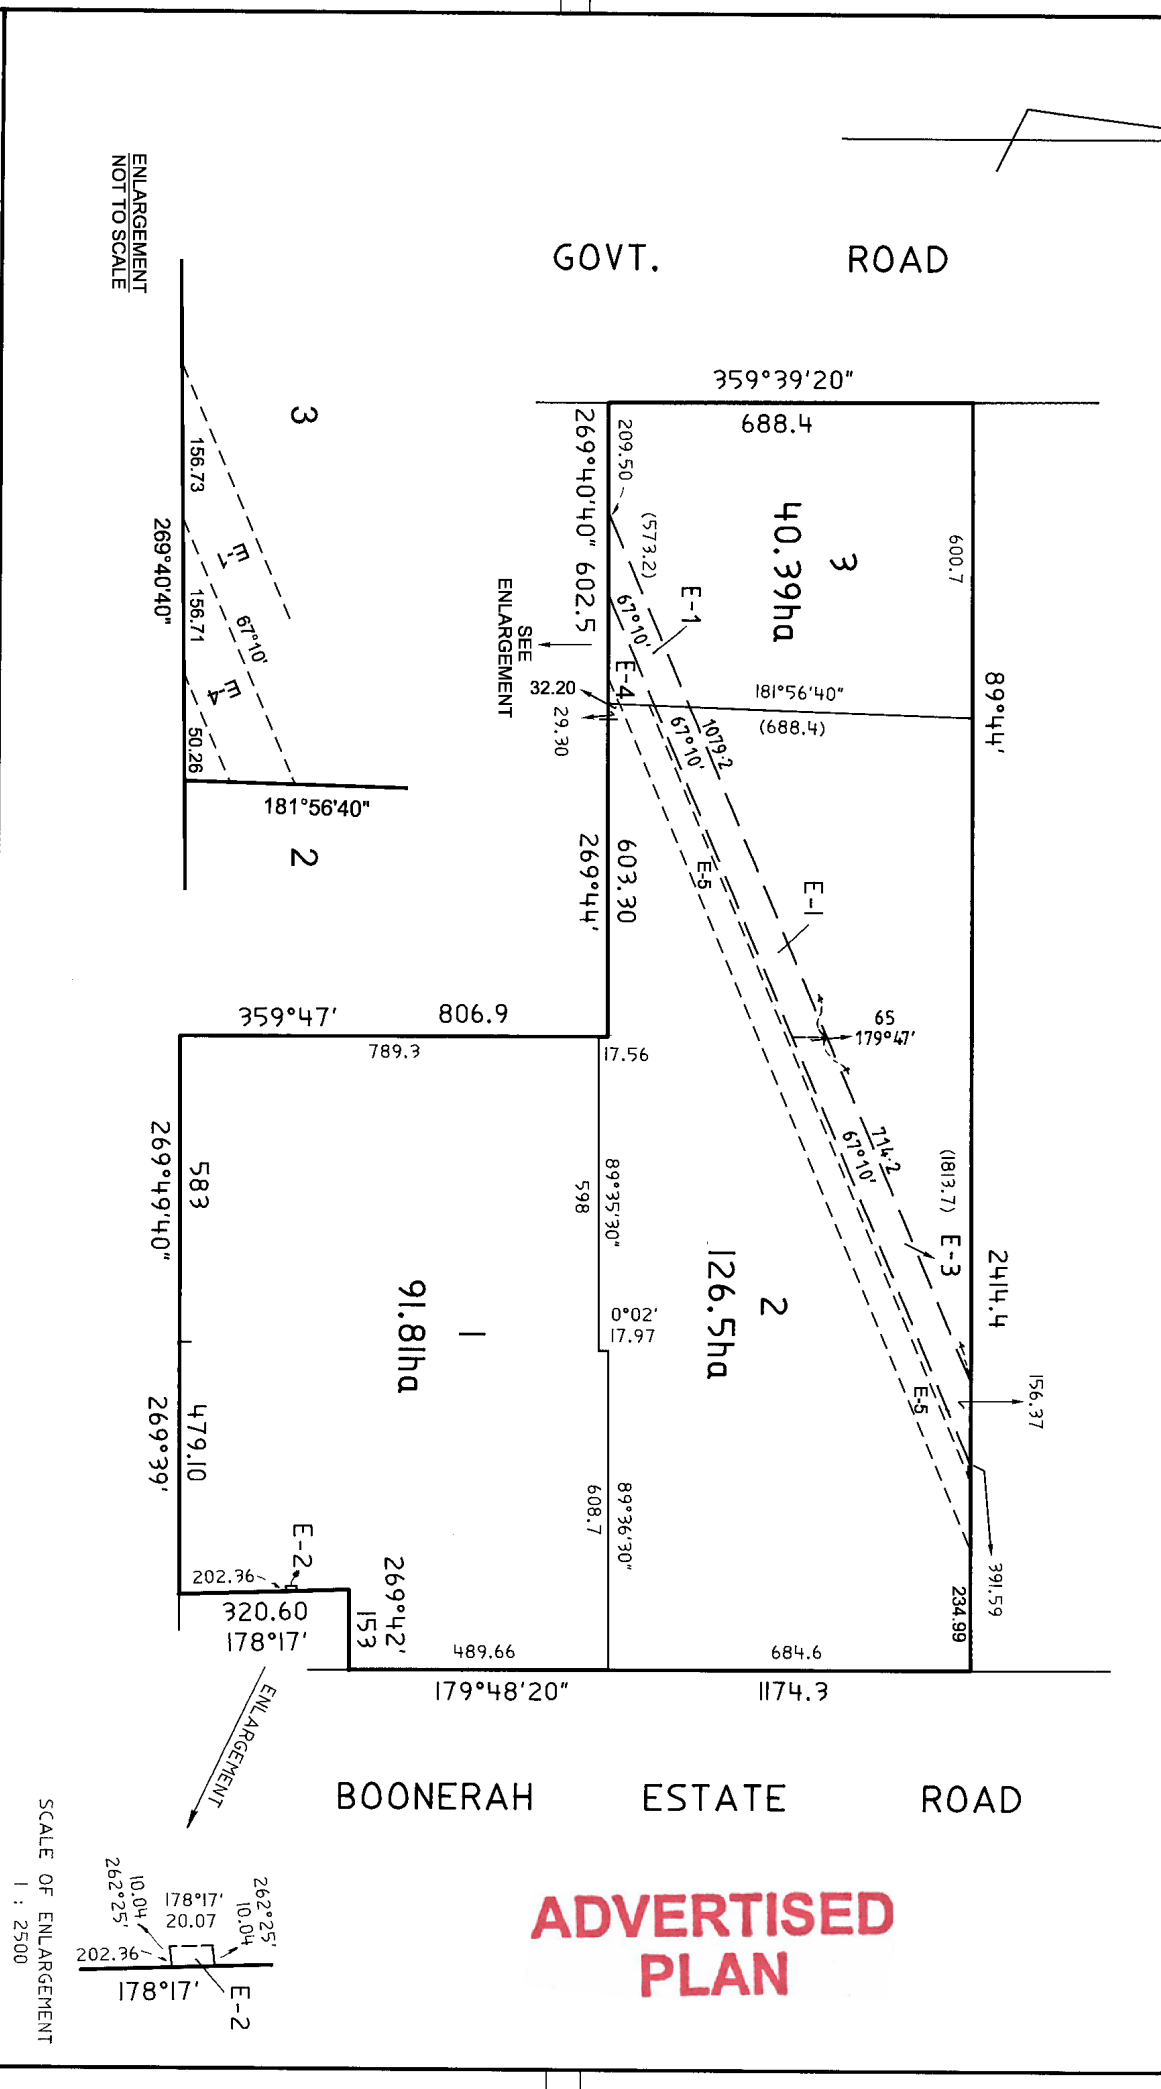 GOVT. ROAD
ENLARGEMENT
NOT TO SCALE
359°39'20"
688.4
209.50
269°40'40" 602.5
(573.2)
3
40.39ha
600.7
89°44'
E-1
67°10'
E-4
SEE
ENLARGEMENT
32.20
29.30
181°56'40"
(688.4)
1079.2
67°10'
E-5
E-1
603.30
269°44'
65
179°47'
714.2
67°10'
(1813.7)
E-3
2414.4
156.37
391.59
234.99
E-5
2
126.5ha
3
156.73
E-1
156.71
67°10'
E-4
50.26
269°40'40"
181°56'40"
2
359°47'
806.9
789.3
17.56
89°35'30"
598
0°02'
17.97
583
269°49'40"
1
91.81ha
479.10
269°39'
89°36'30"
608.7
E-2
202.36
320.60
178°17'
269°42'
153
489.66
684.6
179°48'20"
1174.3
ENLARGEMENT
BOONERAH ESTATE ROAD
ADVERTISED
PLAN
SCALE OF ENLARGEMENT
1 : 2500
262°25'
10.04
178°17'
20.07
262°25'
10.04
202.36
178°17'
E-2